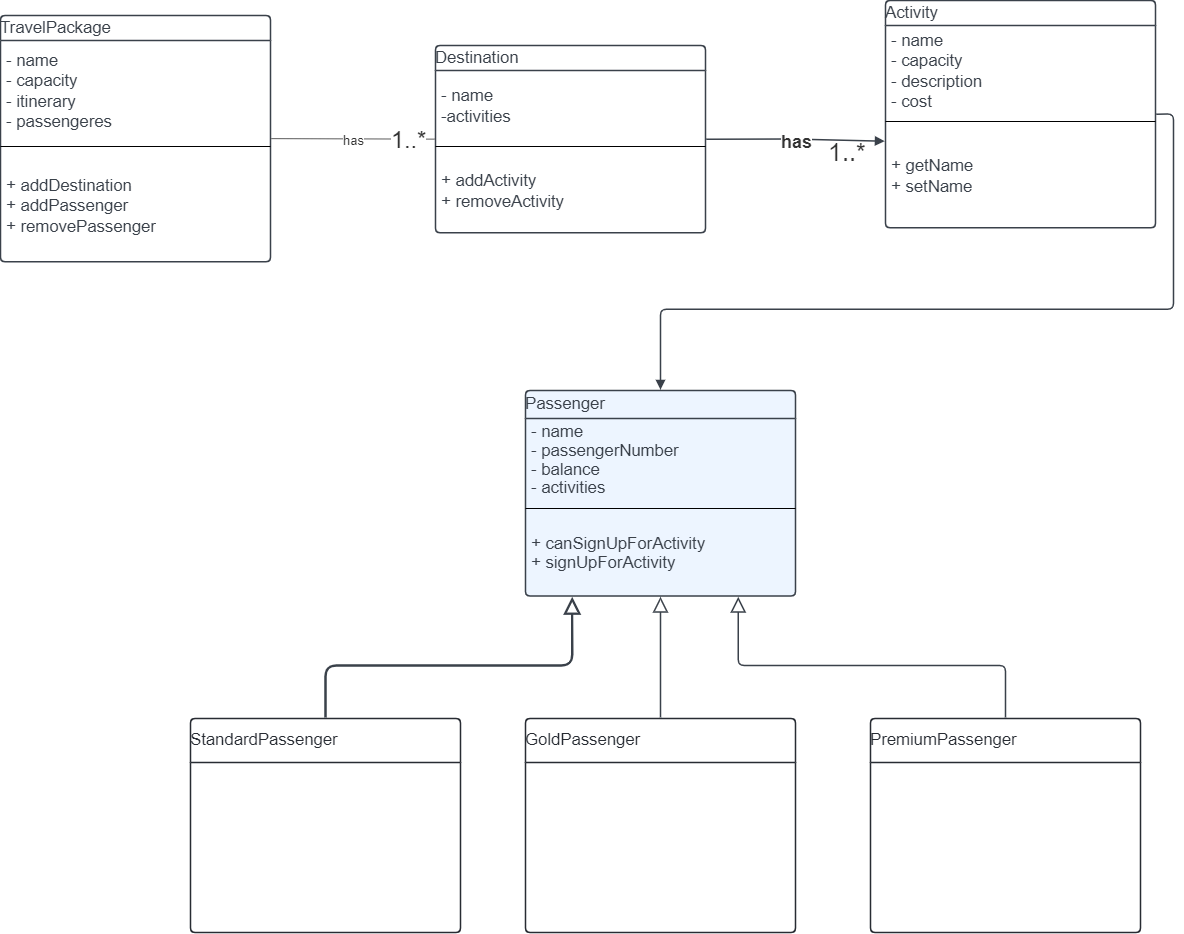 TravelPackage
- name
- capacity
- itinerary
- passengeres
+ addDestination
+ addPassenger
+ removePassenger
has
1..*
Destination
- name
-activities
+ addActivity
+ removeActivity
has
1..*
Activity
- name
- capacity
- description
- cost
+ getName
+ setName
Passenger
- name
- passengerNumber
- balance
- activities
+ canSignUpForActivity
+ signUpForActivity
StandardPassenger
GoldPassenger
PremiumPassenger